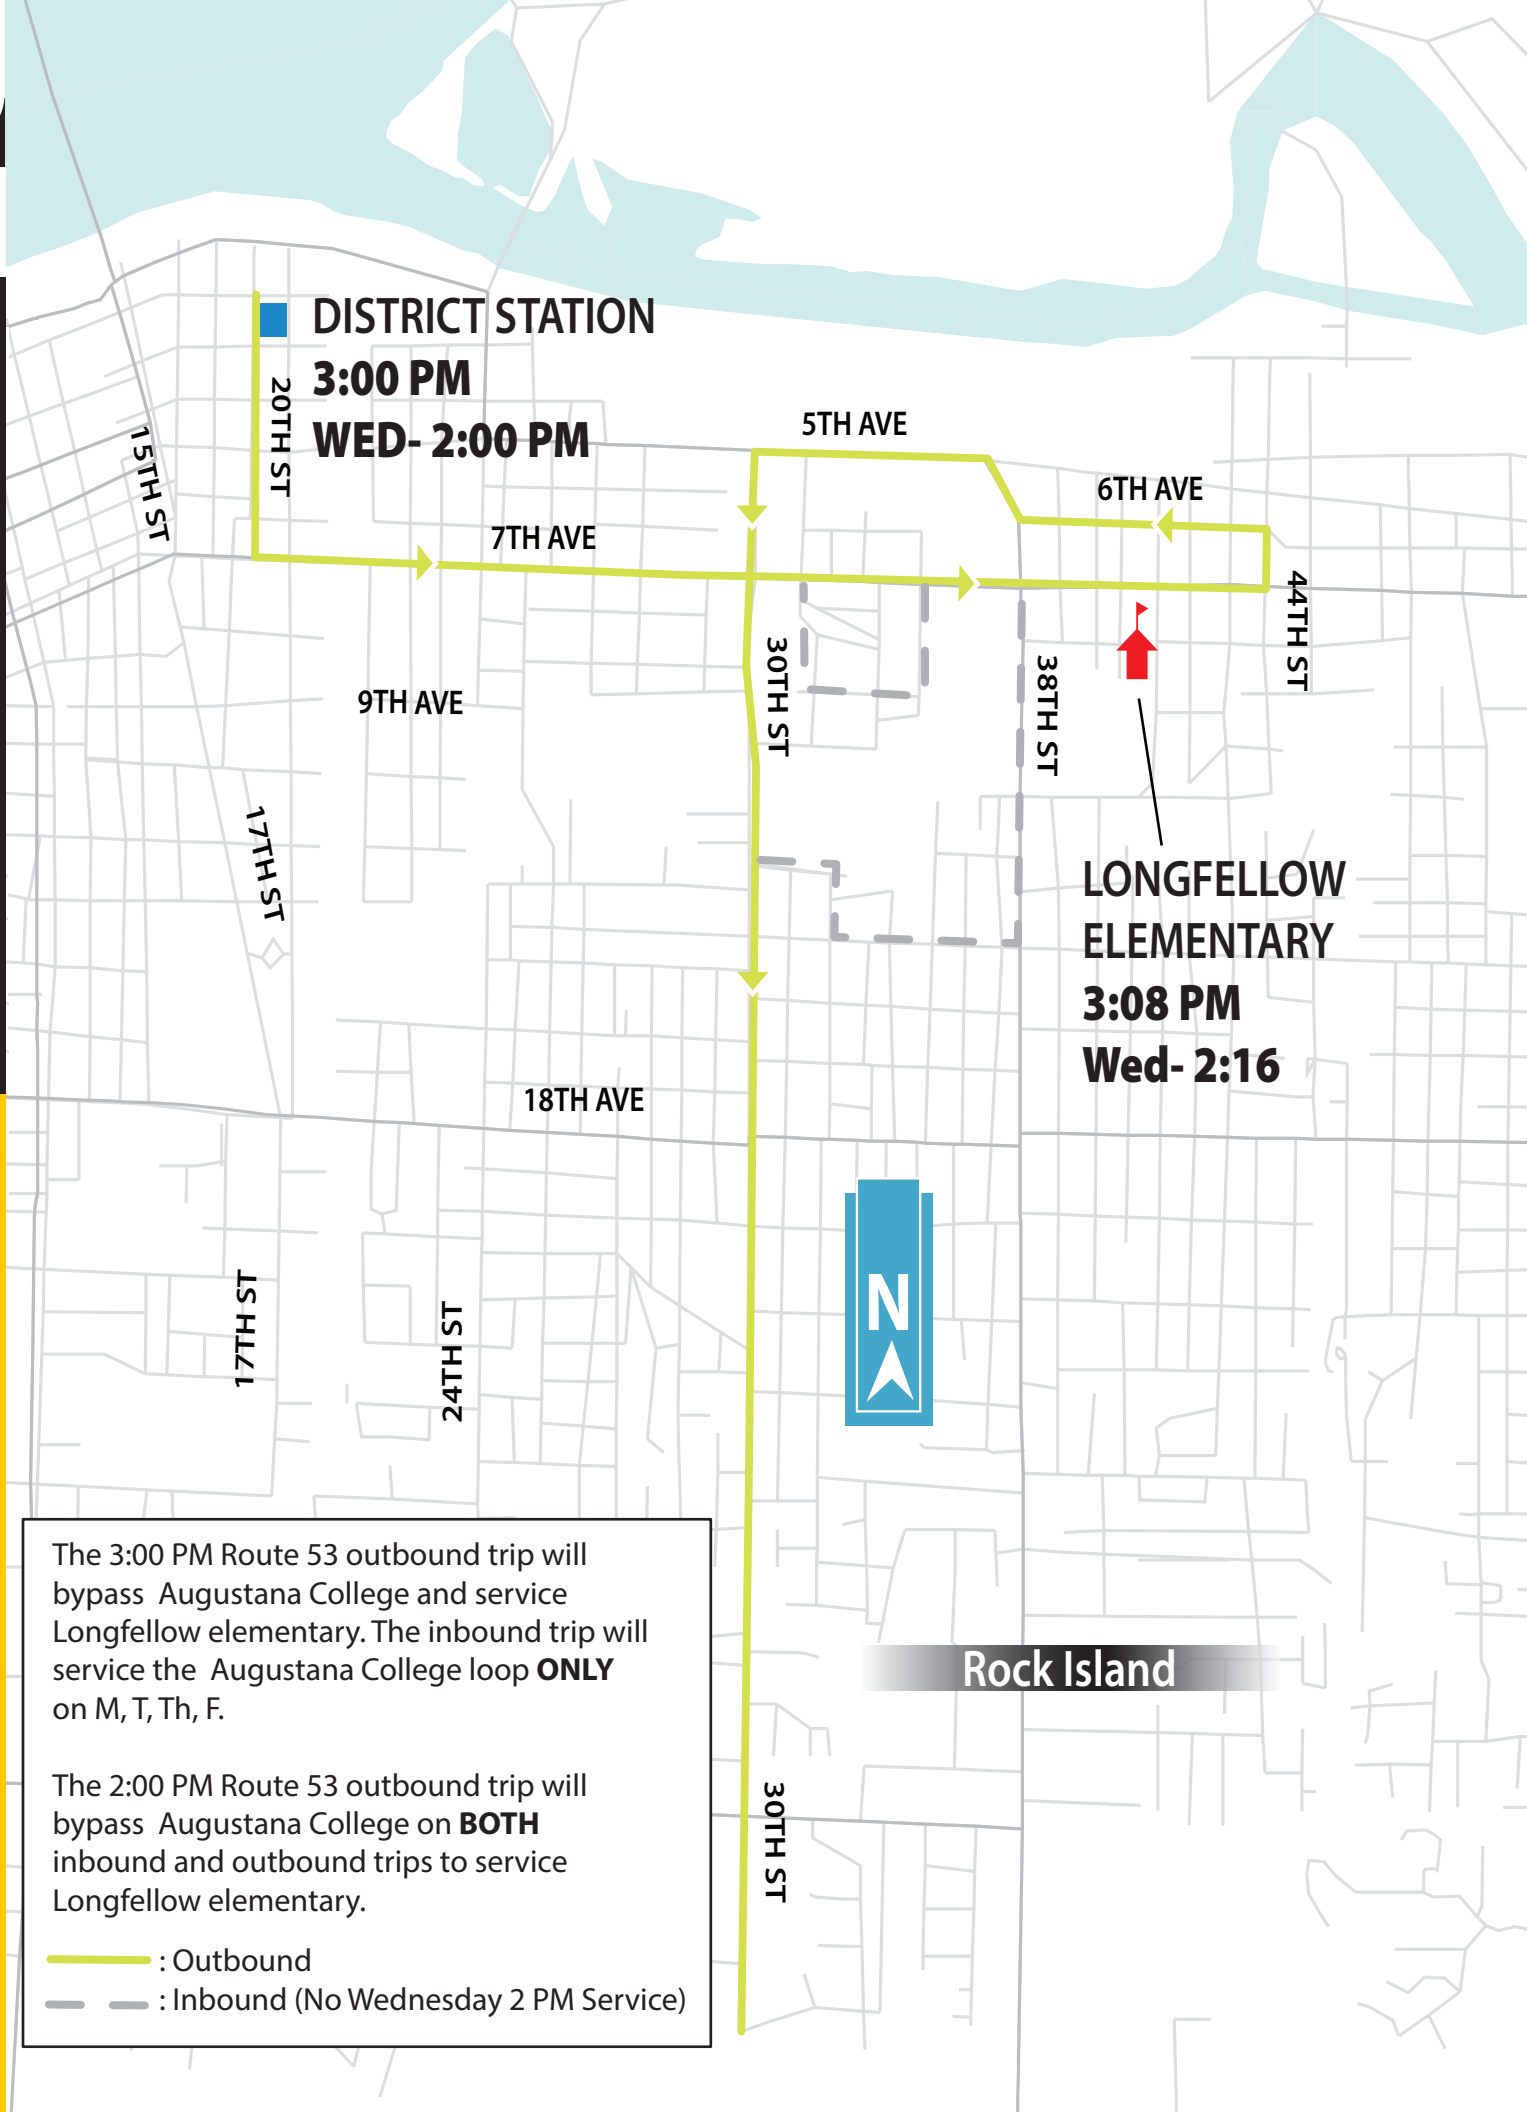 DISTRICT STATION
3:00 PM
WED- 2:00 PM
20TH ST
15TH ST
5TH AVE
6TH AVE
7TH AVE
44TH ST
30TH ST
38TH ST
9TH AVE
17TH ST
LONGFELLOW
ELEMENTARY
3:08 PM
Wed- 2:16
18TH AVE
N
17TH ST
24TH ST
The 3:00 PM Route 53 outbound trip will
bypass Augustana College and service
Longfellow elementary. The inbound trip will
service the Augustana College loop ONLY
on M, T, Th, F.
The 2:00 PM Route 53 outbound trip will
bypass Augustana College on BOTH
inbound and outbound trips to service
Longfellow elementary.
: Outbound
: Inbound (No Wednesday 2 PM Service)
Rock Island
30TH ST